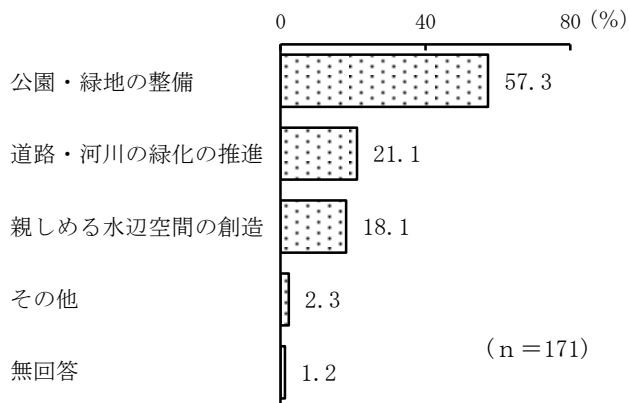 0 40 80 (%)
公園・緑地の整備 57.3
道路・河川の緑化の推進 21.1
親しめる水辺空間の創造 18.1
その他 2.3
無回答 1.2
(ｎ＝171)